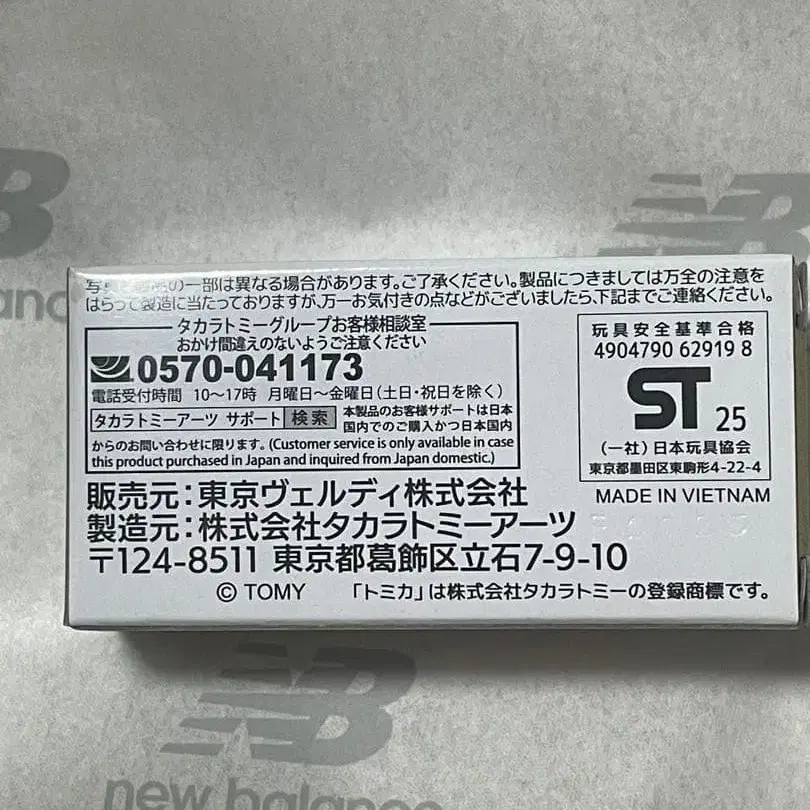 写真と製品の一部は異なる場合があります。ご了承ください。製品につきましては万全の注意を
はらって製造に当たっておりますが、万一お気付きの点などがございましたら、下記までご連絡ください。
タカラトミーグループお客様相談室
おかけ間違えのないようご注意ください
0570-041173
電話受付時間 10～17時 月曜日～金曜日(土日・祝日を除く)
タカラトミーアーツ サポート 検索 本製品のお客様サポートは日本
国内でのご購入かつ日本国内
からのお問い合わせに限ります。(Customer service is only available in case
this product purchased in Japan and inquired from Japan domestic.)
玩具安全基準合格
4904790 62919 8
ST 25
(一社)日本玩具協会
東京都墨田区東駒形4-22-4
MADE IN VIETNAM
販売元：東京ヴェルディ株式会社
製造元：株式会社タカラトミーアーツ
〒124-8511 東京都葛飾区立石7-9-10
© TOMY 「トミカ」は株式会社タカラトミーの登録商標です。
NB
new balance